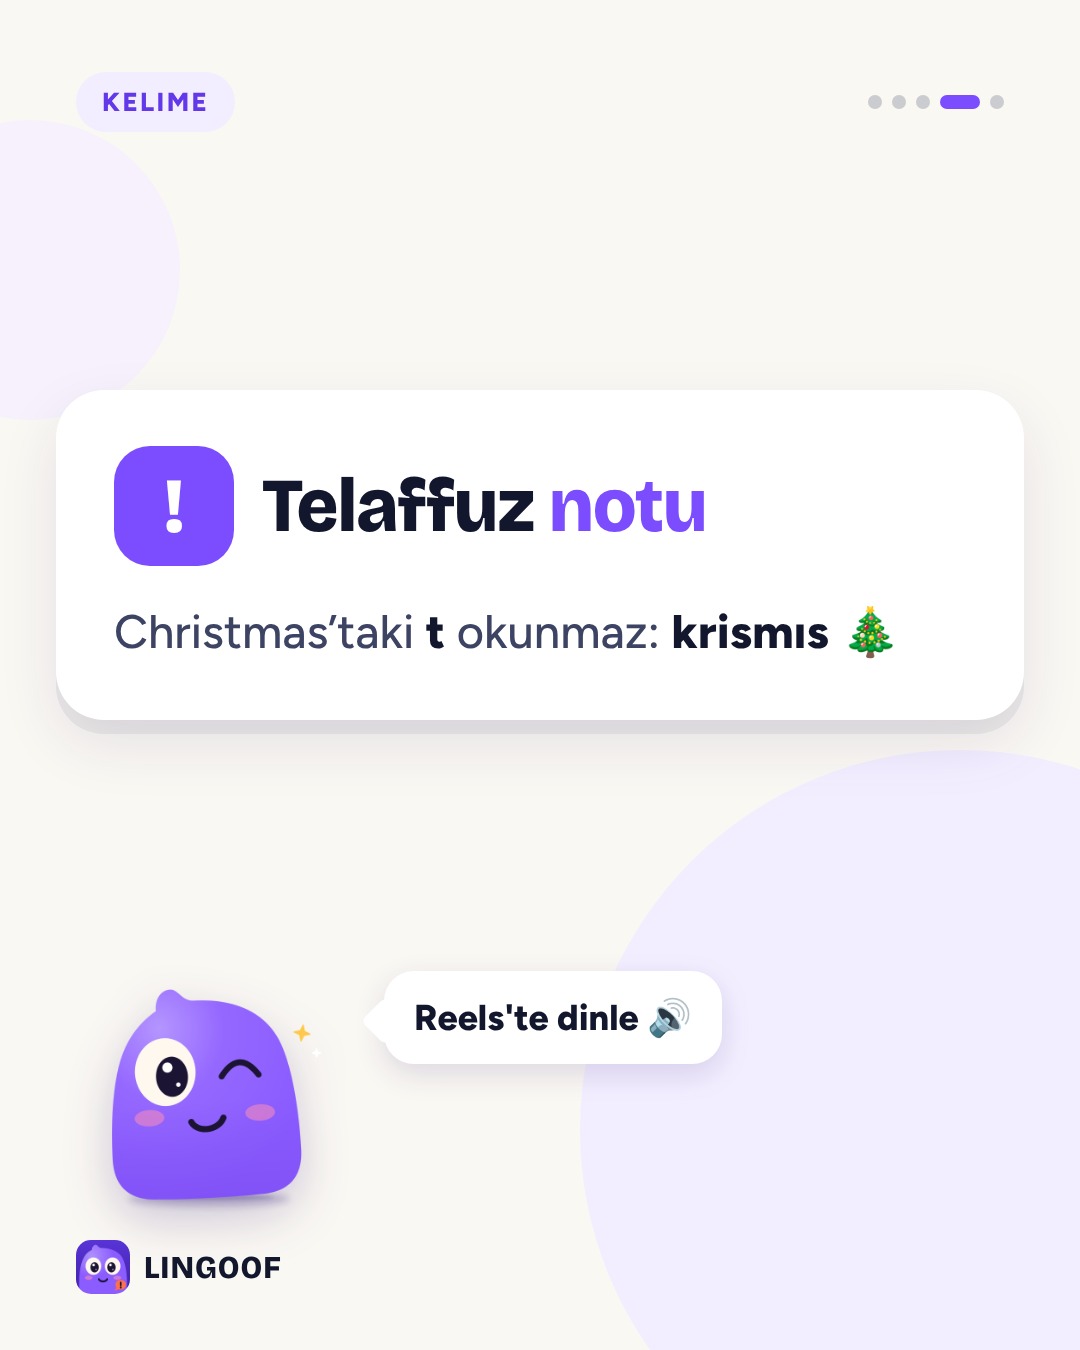 KELIME
! Telaffuz notu
Christmas’taki t okunmaz: krismıs 🎄
Reels'te dinle 🔊
LINGOOF